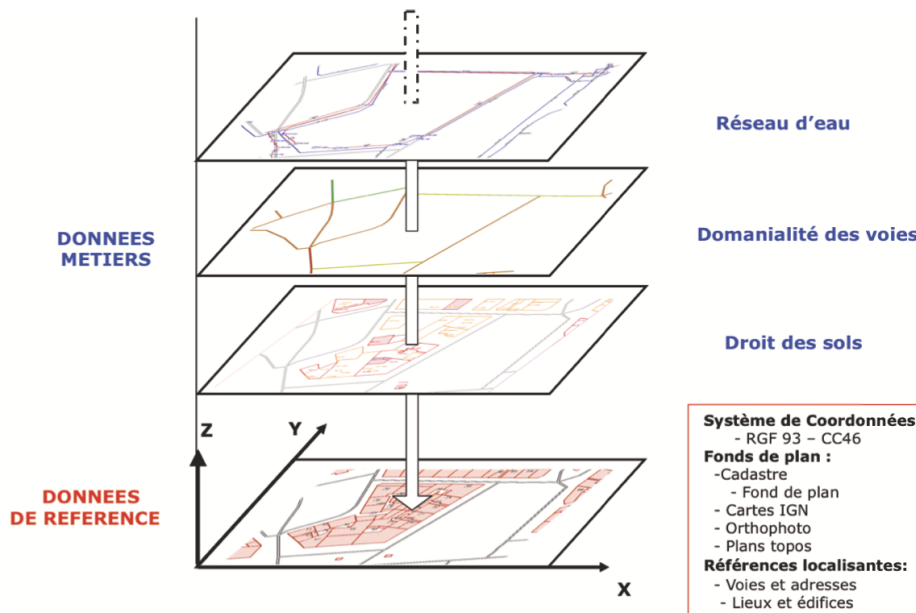 Réseau d'eau
DONNEES
METIERS
Domanialité des voies
Droit des sols
Z
Y
X
DONNEES
DE REFERENCE
Système de Coordonnées
- RGF 93 – CC46
Fonds de plan :
-Cadastre
- Fond de plan
- Cartes IGN
- Orthophoto
- Plans topos
Références localisantes:
- Voies et adresses
- Lieux et édifices